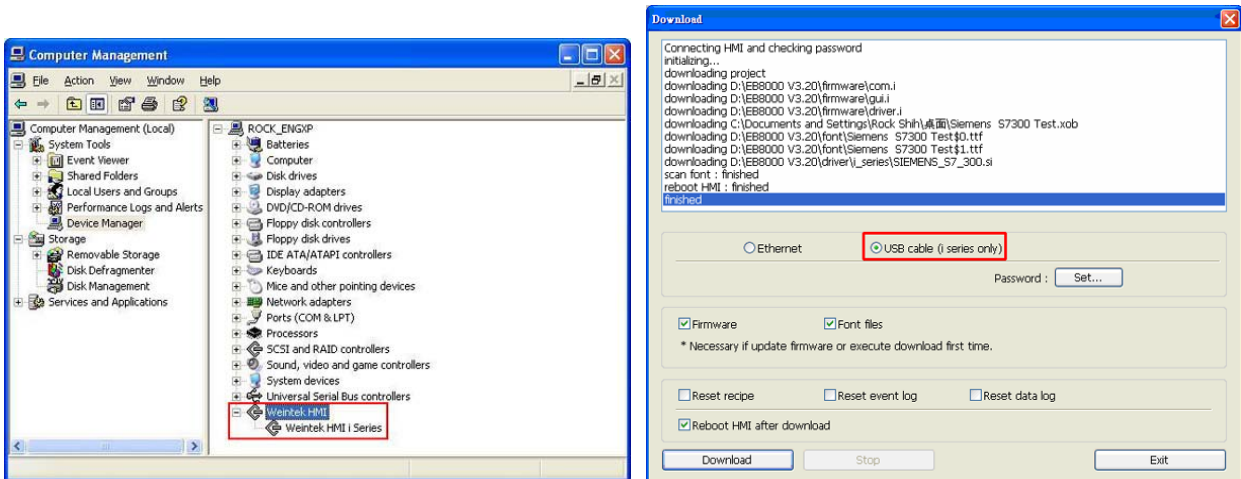 Computer Management
File Action View Window Help
Computer Management (Local)
System Tools
Event Viewer
Shared Folders
Local Users and Groups
Performance Logs and Alerts
Device Manager
Storage
Removable Storage
Disk Defragmenter
Disk Management
Services and Applications
ROCK_ENGXP
Batteries
Computer
Disk drives
Display adapters
DVD/CD-ROM drives
Floppy disk controllers
Floppy disk drives
IDE ATA/ATAPI controllers
Keyboards
Mice and other pointing devices
Network adapters
Ports (COM & LPT)
Processors
SCSI and RAID controllers
Sound, video and game controllers
System devices
Universal Serial Bus controllers
Weintek HMI
Weintek HMI i Series
Download
Connecting HMI and checking password
initializing...
downloading project
downloading D:\EB8000 V3.20\firmware\com.i
downloading D:\EB8000 V3.20\firmware\gui.i
downloading D:\EB8000 V3.20\firmware\driver.i
downloading C:\Documents and Settings\Rock Shih\桌面\Siemens S7300 Test.xob
downloading D:\EB8000 V3.20\font\Siemens S7300 Test$0.ttf
downloading D:\EB8000 V3.20\font\Siemens S7300 Test$1.ttf
downloading D:\EB8000 V3.20\driver\i_series\SIEMENS_S7_300.si
scan font : finished
reboot HMI : finished
finished
Ethernet USB cable (i series only)
Password : Set...
Firmware Font files
* Necessary if update firmware or execute download first time.
Reset recipe Reset event log Reset data log
Reboot HMI after download
Download Stop Exit